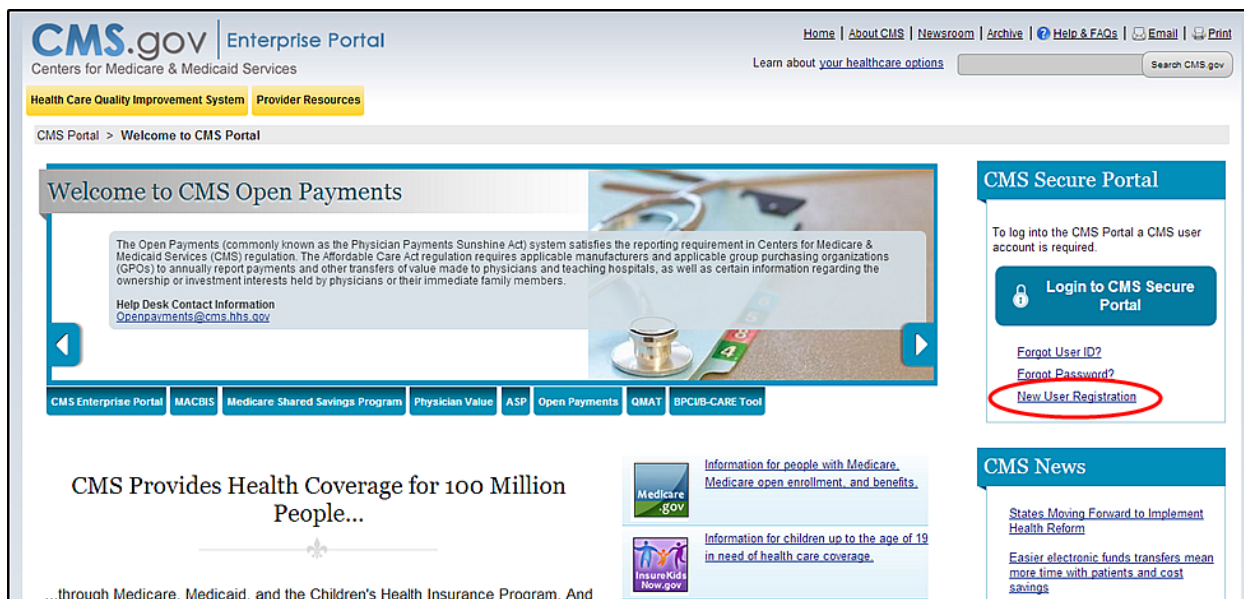 CMS.gov Enterprise Portal
Centers for Medicare & Medicaid Services
Home | About CMS | Newsroom | Archive | Help & FAQs | Email | Print
Learn about your healthcare options
Search CMS.gov
Health Care Quality Improvement System
Provider Resources
CMS Portal > Welcome to CMS Portal
Welcome to CMS Open Payments
The Open Payments (commonly known as the Physician Payments Sunshine Act) system satisfies the reporting requirement in Centers for Medicare &
Medicaid Services (CMS) regulation. The Affordable Care Act regulation requires applicable manufacturers and applicable group purchasing organizations
(GPOs) to annually report payments and other transfers of value made to physicians and teaching hospitals, as well as certain information regarding the
ownership or investment interests held by physicians or their immediate family members.
Help Desk Contact Information
Openpayments@cms.hhs.gov
4
CMS Enterprise Portal
MACBIS
Medicare Shared Savings Program
Physician Value
ASP
Open Payments
QMAT
BPCI/B-CARE Tool
CMS Secure Portal
To log into the CMS Portal a CMS user
account is required.
Login to CMS Secure
Portal
Forgot User ID?
Forgot Password?
New User Registration
CMS Provides Health Coverage for 100 Million
People...
...through Medicare, Medicaid, and the Children's Health Insurance Program. And
Medicare
.gov
Information for people with Medicare,
Medicare open enrollment, and benefits.
InsureKids
Now.gov
Information for children up to the age of 19
in need of health care coverage.
CMS News
States Moving Forward to Implement
Health Reform
Easier electronic funds transfers mean
more time with patients and cost
savings